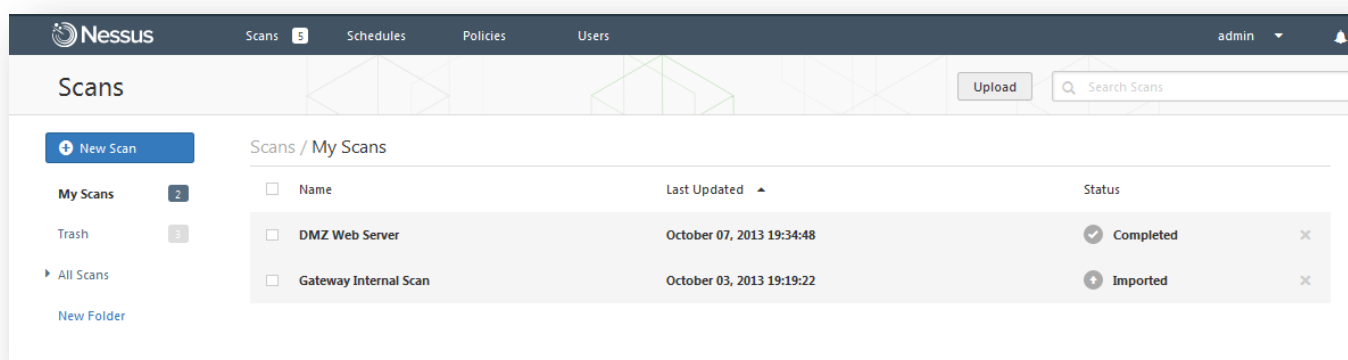 Nessus Scans 5 Schedules Policies Users admin
Scans Upload Search Scans
New Scan Scans / My Scans
My Scans 2 Name Last Updated Status
Trash 3 DMZ Web Server October 07, 2013 19:34:48 Completed
All Scans Gateway Internal Scan October 03, 2013 19:19:22 Imported
New Folder